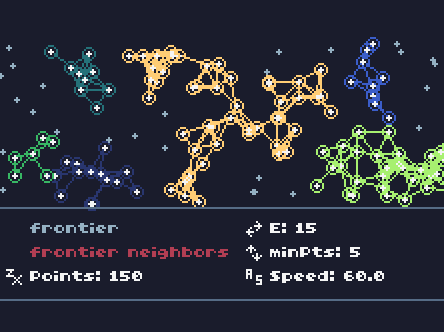 frontier
E: 15
frontier neighbors
minPts: 5
Z X Points: 150
A S Speed: 60.0